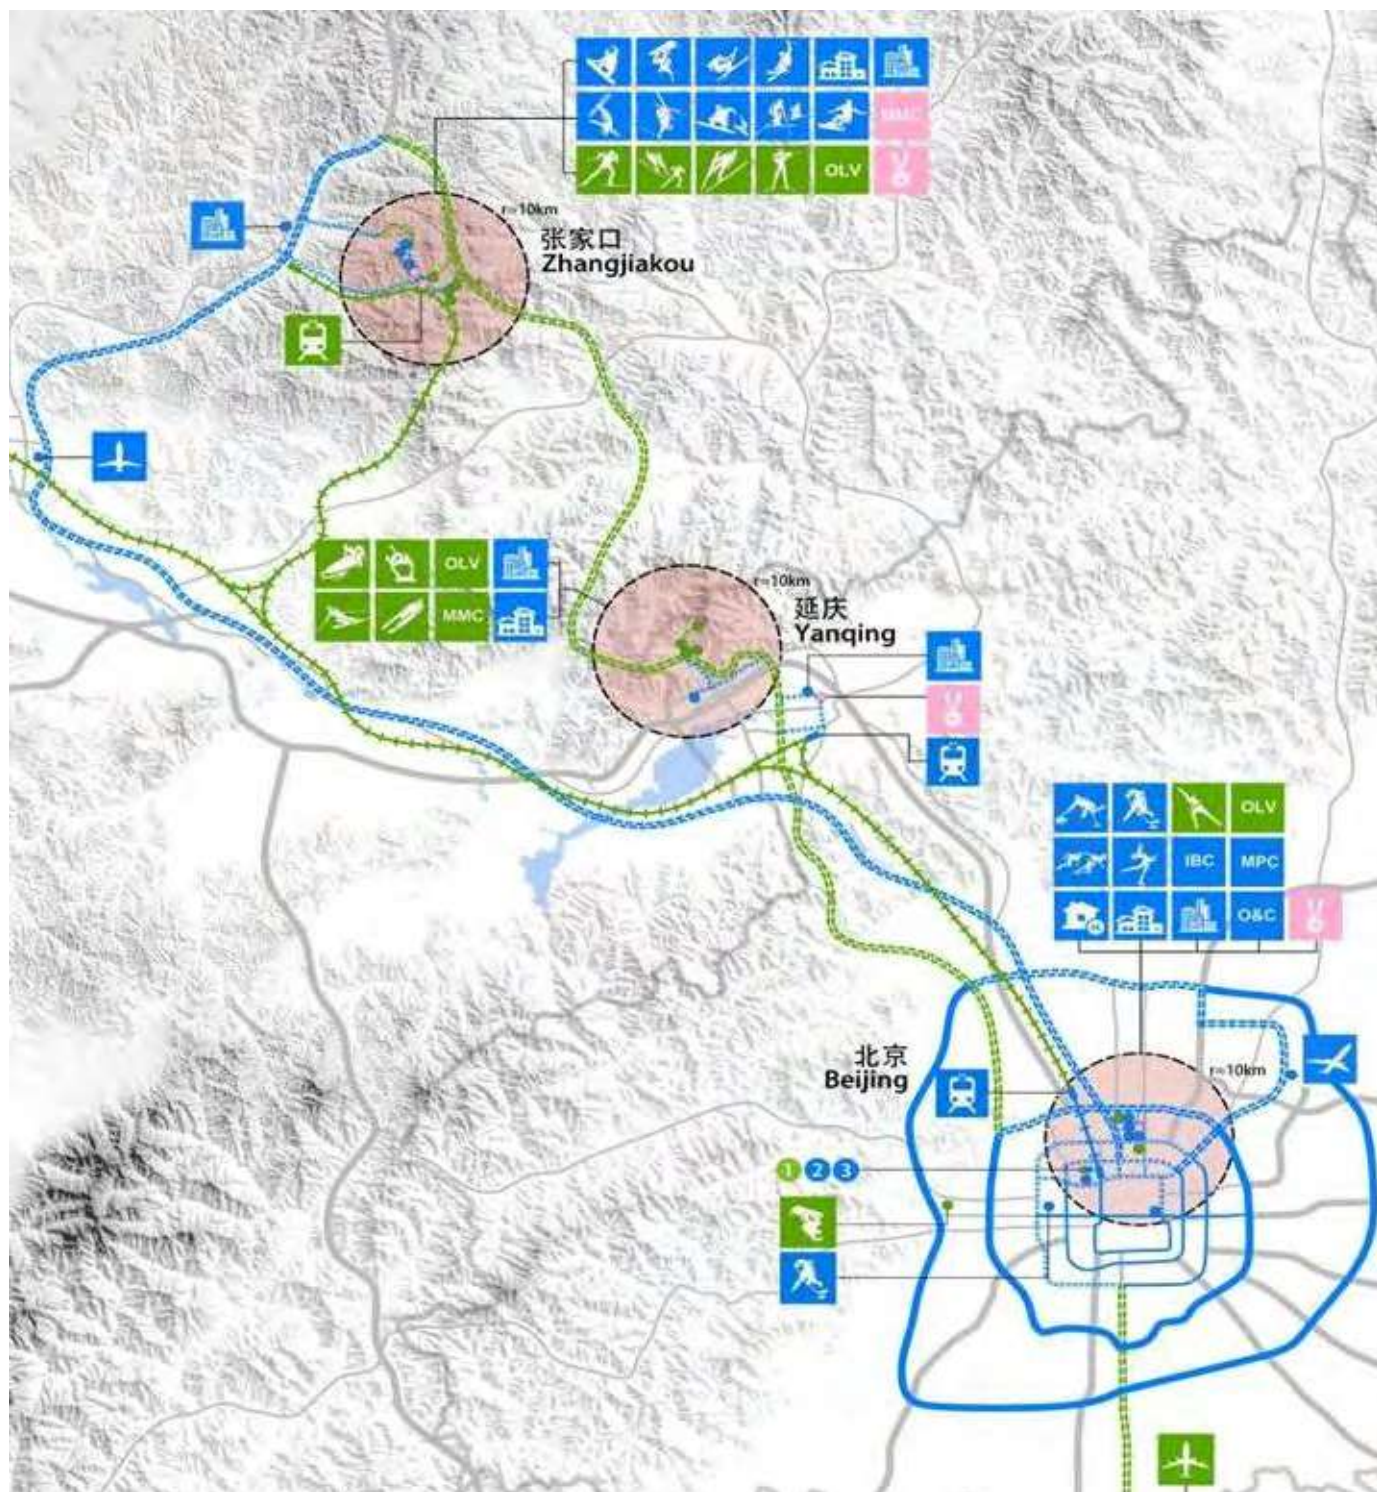 MMC
OLV
r=10km
张家口
Zhangjiakou
OLV
MMC
r=10km
延庆
Yanqing
OLV
IBC
MPC
O&C
北京
Beijing
r=10km
1 2 3